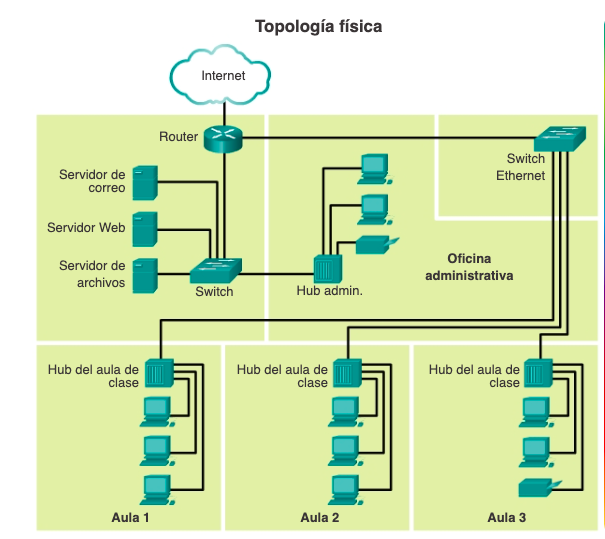 Topología física
Internet
Router
Switch
Ethernet
Servidor de
correo
Servidor Web
Servidor de
archivos
Switch
Hub admin.
Oficina
administrativa
Hub del aula de
clase
Hub del aula de
clase
Hub del aula de
clase
Aula 1
Aula 2
Aula 3